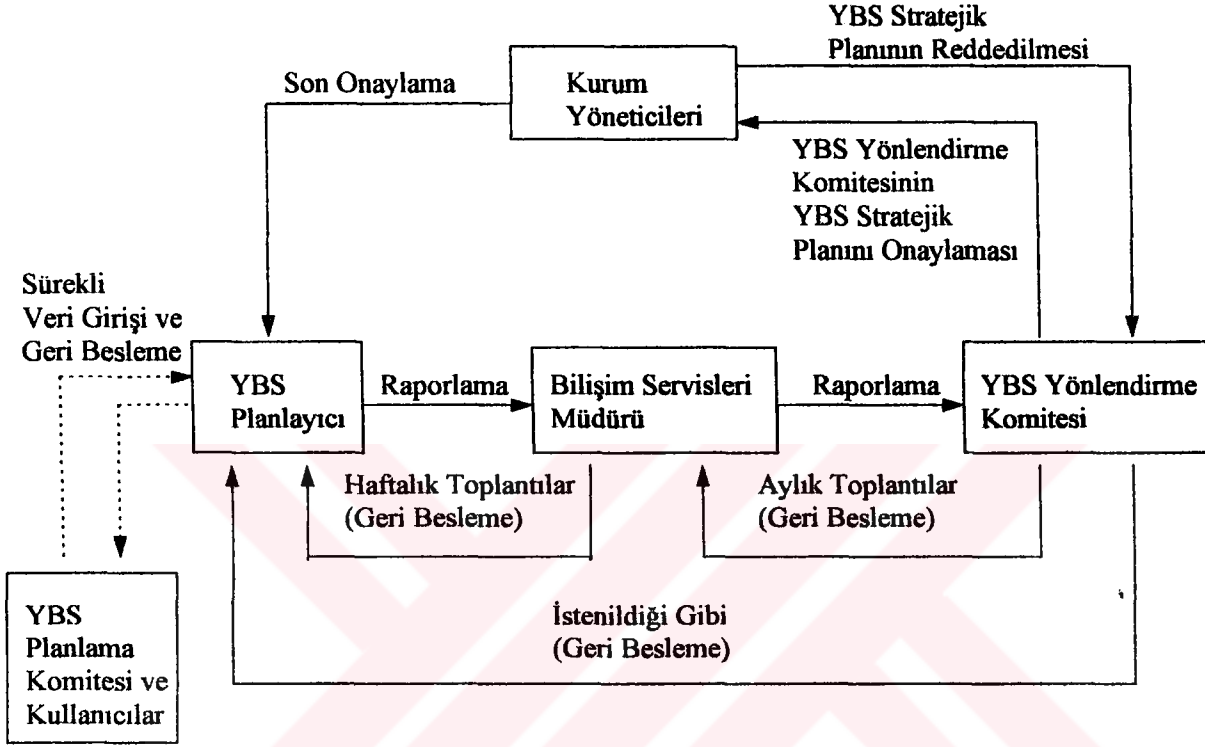 YBS Stratejik
Planının Reddedilmesi
Son Onaylama
Kurum
Yöneticileri
YBS Yönlendirme
Komitesinin
YBS Stratejik
Planını Onaylaması
Sürekli
Veri Girişi ve
Geri Besleme
YBS
Planlayıcı
Raporlama
Bilişim Servisleri
Müdürü
Raporlama
YBS Yönlendirme
Komitesi
Haftalık Toplantılar
(Geri Besleme)
Aylık Toplantılar
(Geri Besleme)
YBS
Planlama
Komitesi ve
Kullanıcılar
İstenildiği Gibi
(Geri Besleme)